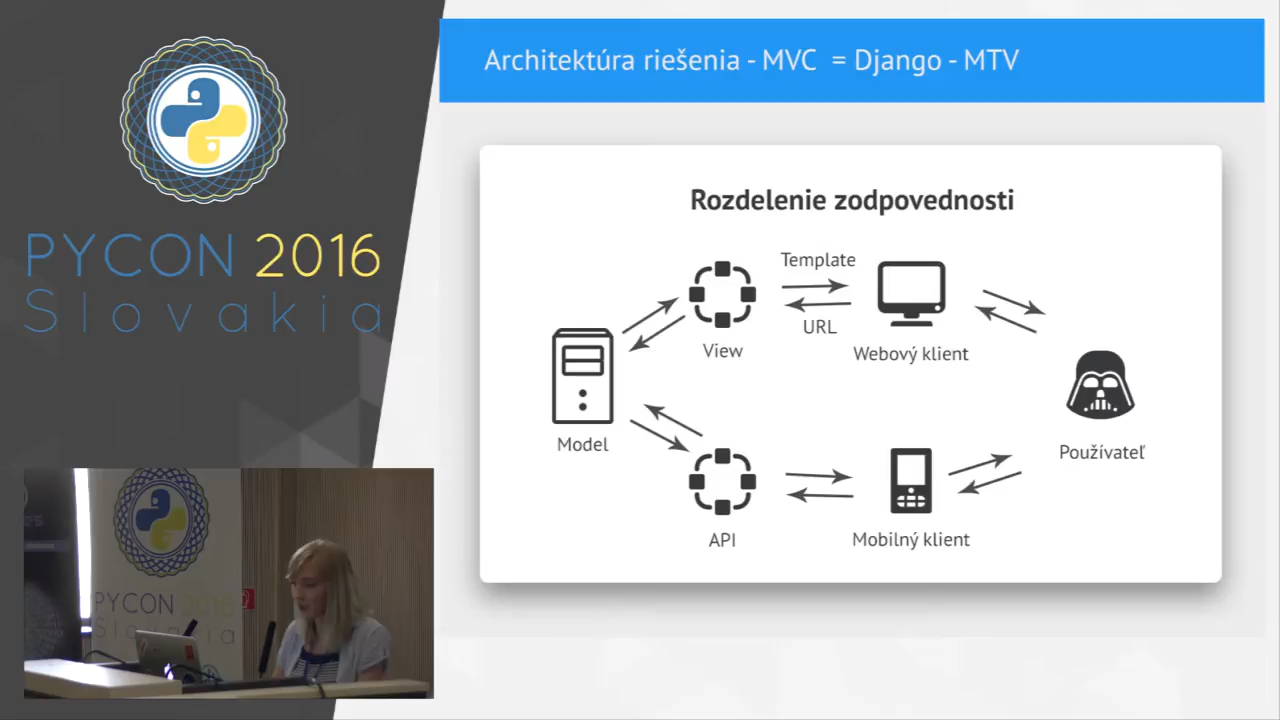 PYCON 2016
Slovakia
Architektúra riešenia - MVC = Django - MTV
Rozdelenie zodpovednosti
Template
URL
View
Webový klient
Model
Používateľ
API
Mobilný klient
PYCON 2016
Slovakia